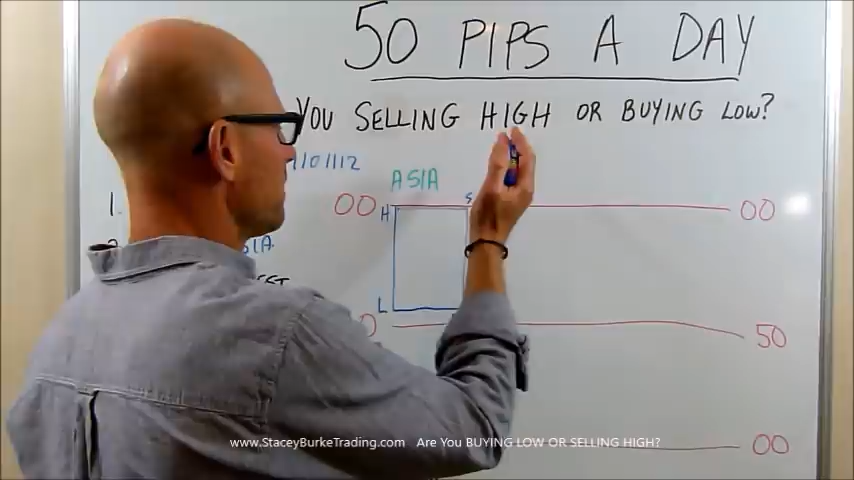 50 PIPS A DAY
YOU SELLING HIGH OR BUYING LOW?
ASIA
1.
00 H 00
L
50
00
www.StaceyBurkeTrading.com Are You BUYING LOW OR SELLING HIGH?